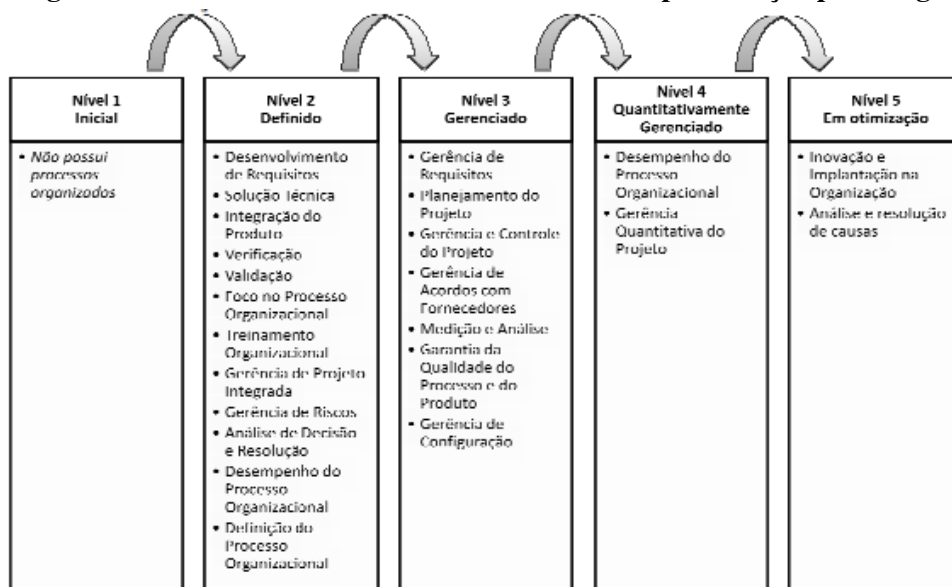 Nível 1
Inicial
• Não possui
processos
organizados
Nível 2
Definido
• Desenvolvimento
de Requisitos
• Solução Técnica
• Integração do
Produto
• Verificação
• Validação
• Foco no Processo
Organizacional
• Treinamento
Organizacional
• Gerência de Projeto
Integrada
• Gerência de Riscos
• Análise de Decisão
e Resolução
• Desempenho do
Processo
Organizacional
• Definição do
Processo
Organizacional
Nível 3
Gerenciado
• Gerência de
Requisitos
• Planejamento do
Projeto
• Gerência e Controle
do Projeto
• Gerência de
Acordos com
Fornecedores
• Medição e Análise
• Garantia da
Qualidade do
Processo e do
Produto
• Gerência de
Configuração
Nível 4
Quantitativamente
Gerenciado
• Desempenho do
Processo
Organizacional
• Gerência
Quantitativa do
Projeto
Nível 5
Em otimização
• Inovação e
Implantação na
Organização
• Análise e resolução
de causas